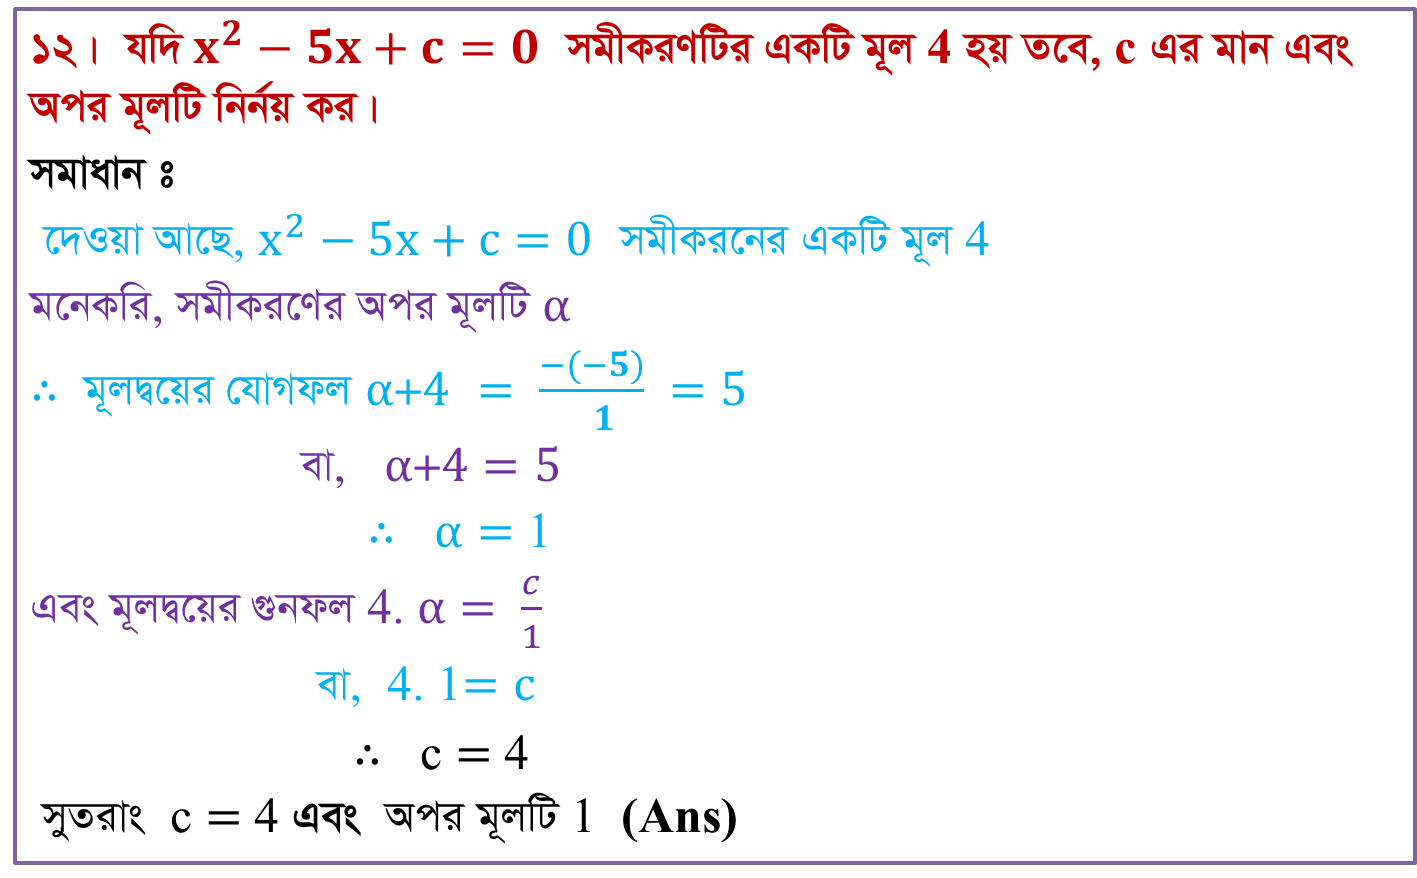 ১২। যদি x² − 5x + c = 0 সমীকরণটির একটি মূল 4 হয় তবে, c এর মান এবং
অপর মূলটি নির্নয় কর।
সমাধান ঃ
দেওয়া আছে, x² − 5x + c = 0 সমীকরনের একটি মূল 4
মনেকরি, সমীকরণের অপর মূলটি α
∴ মূলদ্বয়ের যোগফল α+4 = −(−5)/1 = 5
বা, α+4 = 5
∴ α = 1
এবং মূলদ্বয়ের গুনফল 4. α = c/1
বা, 4. 1= c
∴ c = 4
সুতরাং c = 4 এবং অপর মূলটি 1 (Ans)